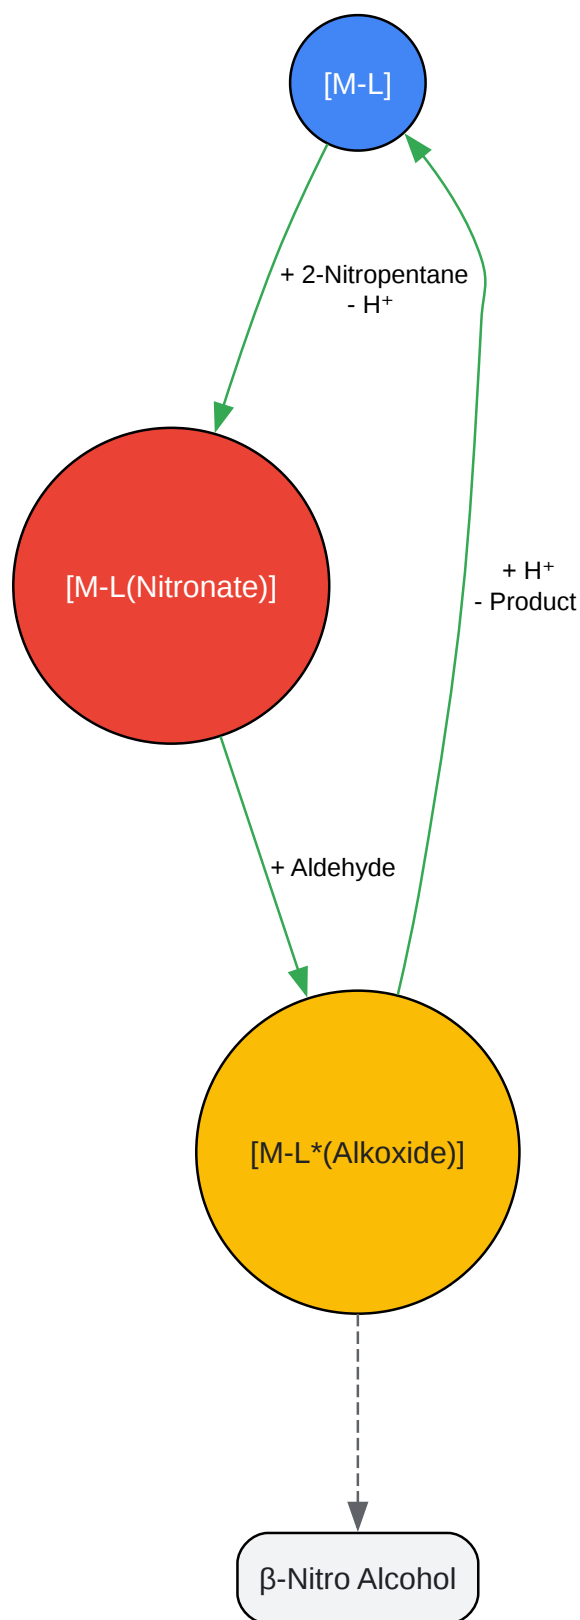 [M-L]
+ 2-Nitropentane
- H⁺
[M-L(Nitronate)]
+ H⁺
- Product
+ Aldehyde
[M-L*(Alkoxide)]
β-Nitro Alcohol